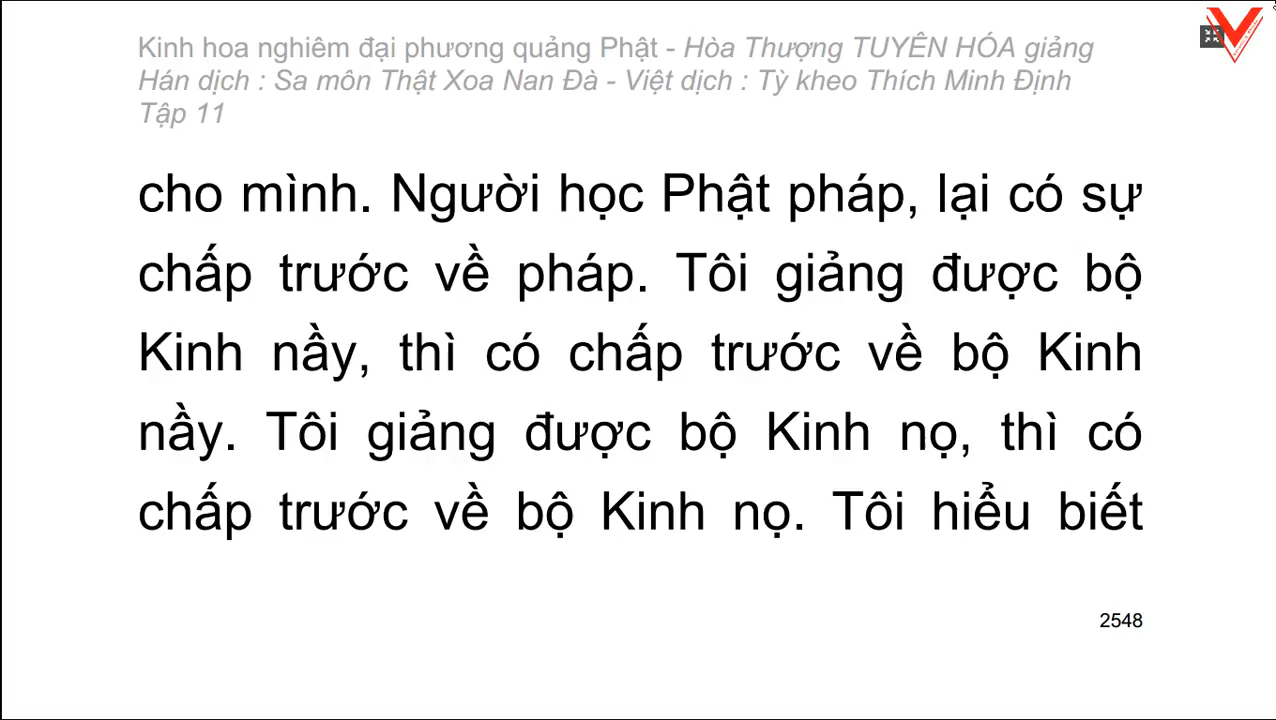 Kinh hoa nghiêm đại phương quảng Phật - Hòa Thượng TUYÊN HÓA giảng
Hán dịch : Sa môn Thật Xoa Nan Đà - Việt dịch : Tỳ kheo Thích Minh Định
Tập 11
cho mình. Người học Phật pháp, lại có sự
chấp trước về pháp. Tôi giảng được bộ
Kinh nầy, thì có chấp trước về bộ Kinh
nầy. Tôi giảng được bộ Kinh nọ, thì có
chấp trước về bộ Kinh nọ. Tôi hiểu biết
2548